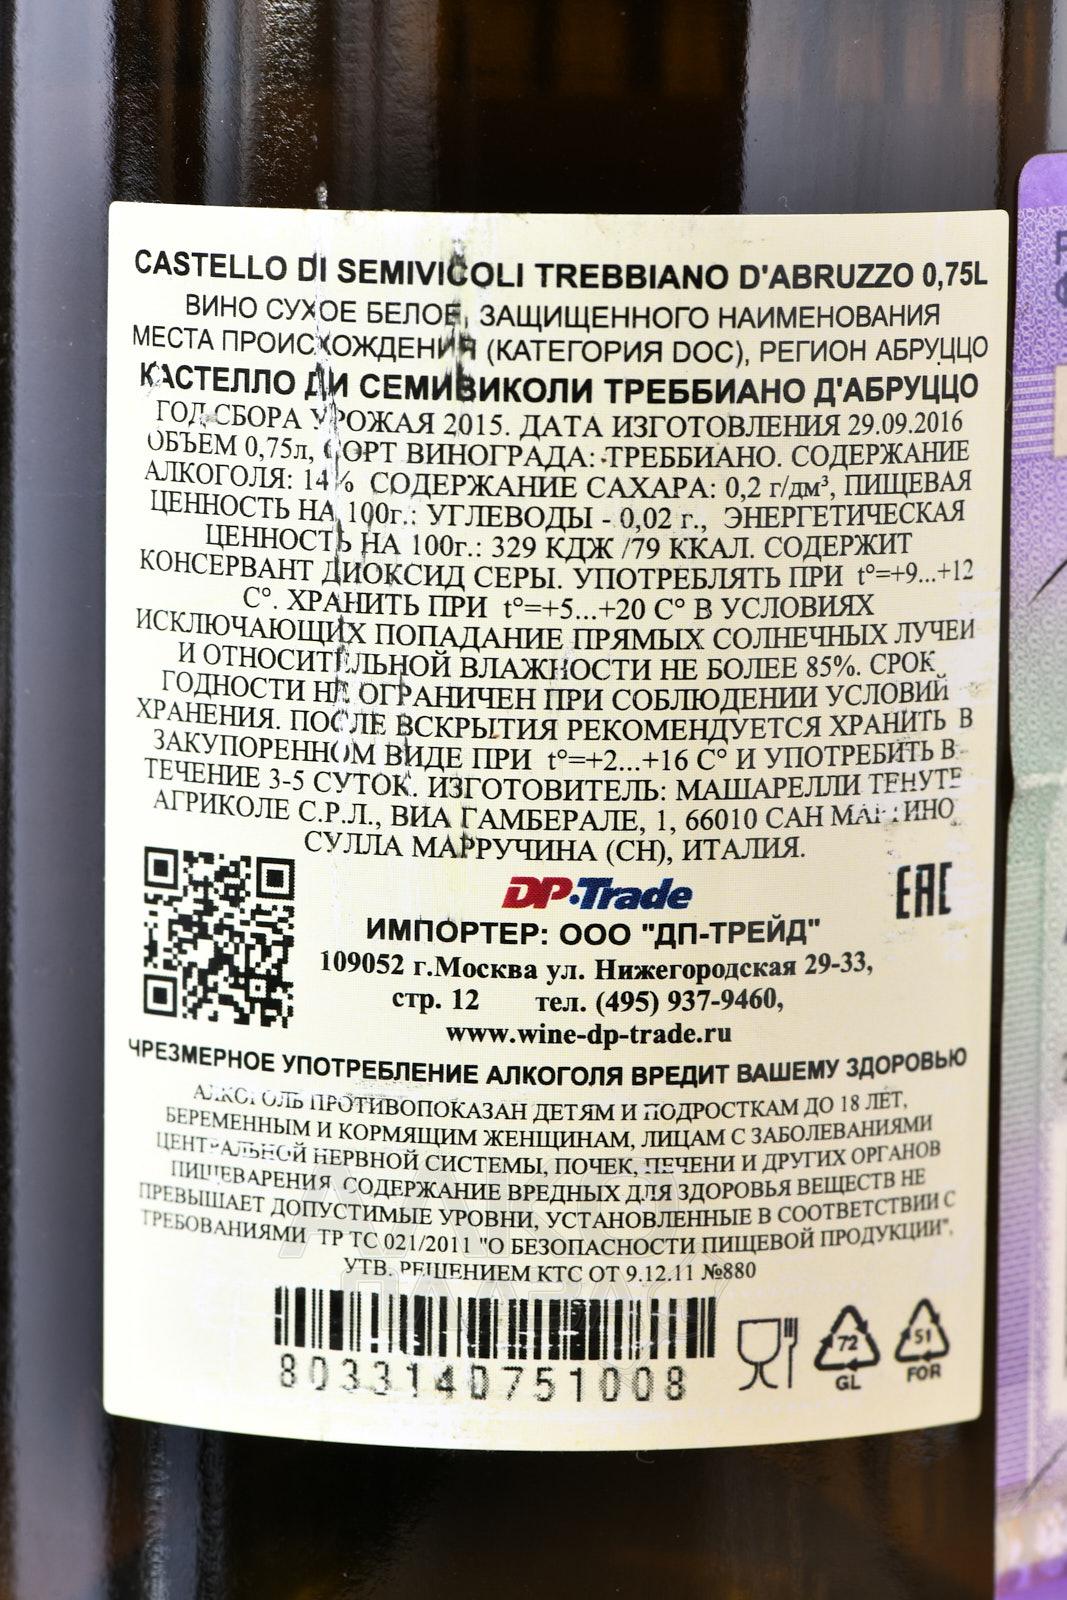 CASTELLO DI SEMIVICOLI TREBBIANO D'ABRUZZO 0,75L
ВИНО СУХОЕ БЕЛОЕ, ЗАЩИЩЕННОГО НАИМЕНОВАНИЯ
МЕСТА ПРОИСХОЖДЕНИЯ (КАТЕГОРИЯ DOC), РЕГИОН АБРУЦЦО
КАСТЕЛЛО ДИ СЕМИВИКОЛИ ТРЕББИАНО Д'АБРУЦЦО
ГОД СБОРА УРОЖАЯ 2015. ДАТА ИЗГОТОВЛЕНИЯ 29.09.2016
ОБЪЕМ 0,75л, СОРТ ВИНОГРАДА: ТРЕББИАНО. СОДЕРЖАНИЕ
АЛКОГОЛЯ: 14% СОДЕРЖАНИЕ САХАРА: 0,2 г/дм³, ПИЩЕВАЯ
ЦЕННОСТЬ НА 100г.: УГЛЕВОДЫ - 0,02 г., ЭНЕРГЕТИЧЕСКАЯ
ЦЕННОСТЬ НА 100г.: 329 КДЖ /79 ККАЛ. СОДЕРЖИТ
КОНСЕРВАНТ ДИОКСИД СЕРЫ. УПОТРЕБЛЯТЬ ПРИ t°=+9...+12
С°. ХРАНИТЬ ПРИ t°=+5...+20 С° В УСЛОВИЯХ
ИСКЛЮЧАЮЩИХ ПОПАДАНИЕ ПРЯМЫХ СОЛНЕЧНЫХ ЛУЧЕЙ
И ОТНОСИТЕЛЬНОЙ ВЛАЖНОСТИ НЕ БОЛЕЕ 85%. СРОК
ГОДНОСТИ НЕ ОГРАНИЧЕН ПРИ СОБЛЮДЕНИИ УСЛОВИЙ
ХРАНЕНИЯ. ПОСЛЕ ВСКРЫТИЯ РЕКОМЕНДУЕТСЯ ХРАНИТЬ В
ЗАКУПОРЕННОМ ВИДЕ ПРИ t°=+2...+16 С° И УПОТРЕБИТЬ В
ТЕЧЕНИЕ 3-5 СУТОК. ИЗГОТОВИТЕЛЬ: МАШАРЕЛЛИ ТЕНУТЕ
АГРИКОЛЕ С.Р.Л., ВИА ГАМБЕРАЛЕ, 1, 66010 САН МАРТИНО
СУЛЛА МАРРУЧИНА (СН), ИТАЛИЯ.
DP·Trade
EAC
ИМПОРТЕР: ООО "ДП-ТРЕЙД"
109052 г.Москва ул. Нижегородская 29-33,
стр. 12 тел. (495) 937-9460,
www.wine-dp-trade.ru
ЧРЕЗМЕРНОЕ УПОТРЕБЛЕНИЕ АЛКОГОЛЯ ВРЕДИТ ВАШЕМУ ЗДОРОВЬЮ
АЛКОГОЛЬ ПРОТИВОПОКАЗАН ДЕТЯМ И ПОДРОСТКАМ ДО 18 ЛЕТ,
БЕРЕМЕННЫМ И КОРМЯЩИМ ЖЕНЩИНАМ, ЛИЦАМ С ЗАБОЛЕВАНИЯМИ
ЦЕНТРАЛЬНОЙ НЕРВНОЙ СИСТЕМЫ, ПОЧЕК, ПЕЧЕНИ И ДРУГИХ ОРГАНОВ
ПИЩЕВАРЕНИЯ. СОДЕРЖАНИЕ ВРЕДНЫХ ДЛЯ ЗДОРОВЬЯ ВЕЩЕСТВ НЕ
ПРЕВЫШАЕТ ДОПУСТИМЫЕ УРОВНИ, УСТАНОВЛЕННЫЕ В СООТВЕТСТВИИ С
ТРЕБОВАНИЯМИ ТР ТС 021/2011 "О БЕЗОПАСНОСТИ ПИЩЕВОЙ ПРОДУКЦИИ",
УТВ. РЕШЕНИЕМ КТС ОТ 9.12.11 №880
8033140751008
72
GL
51
FOR